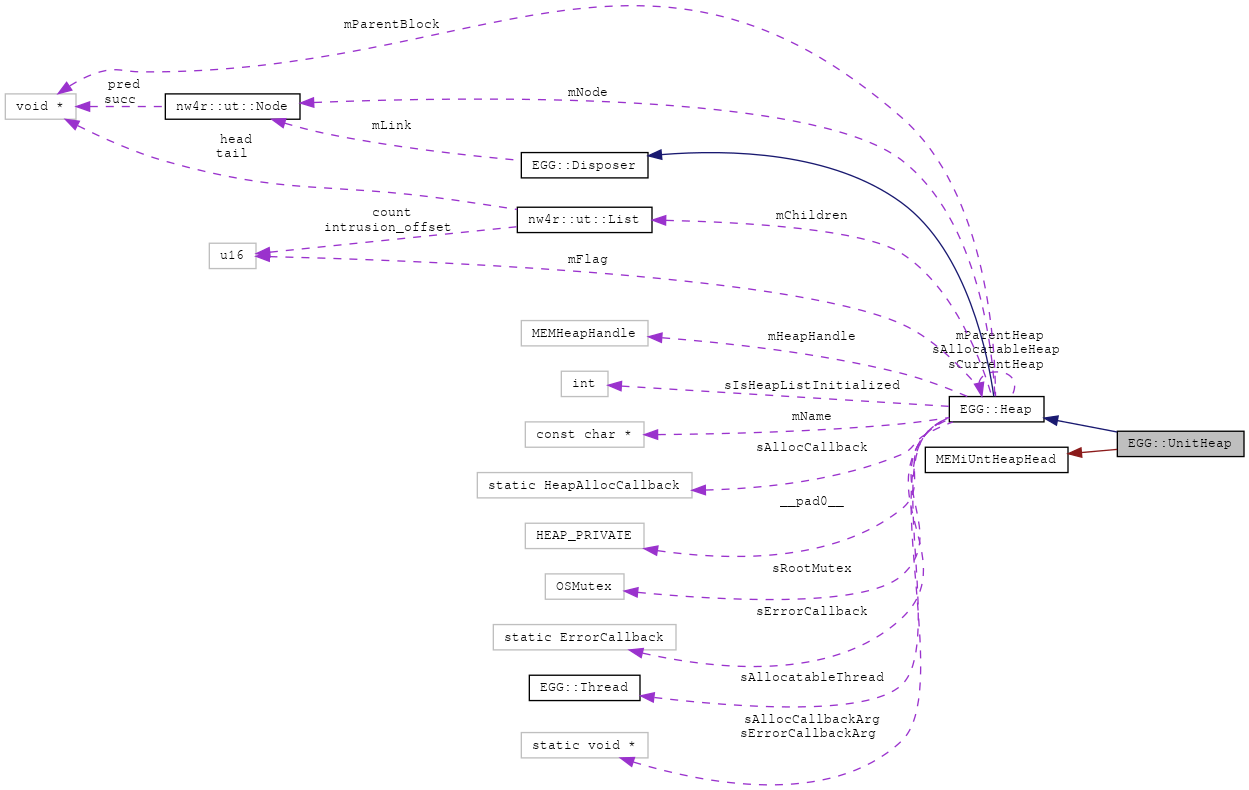 mParentBlock
pred
succ
void *
nw4r::ut::Node
mNode
mLink
head
tail
EGG::Disposer
count
intrusion_offset
nw4r::ut::List
mChildren
u16
mFlag
MEMHeapHandle
mHeapHandle
mParentHeap
sAllocatableHeap
sCurrentHeap
int
sIsHeapListInitialized
EGG::Heap
const char *
mName
EGG::UnitHeap
sAllocCallback
MEMiUntHeapHead
static HeapAllocCallback
__pad0__
HEAP_PRIVATE
sRootMutex
OSMutex
sErrorCallback
static ErrorCallback
sAllocatableThread
EGG::Thread
sAllocCallbackArg
sErrorCallbackArg
static void *